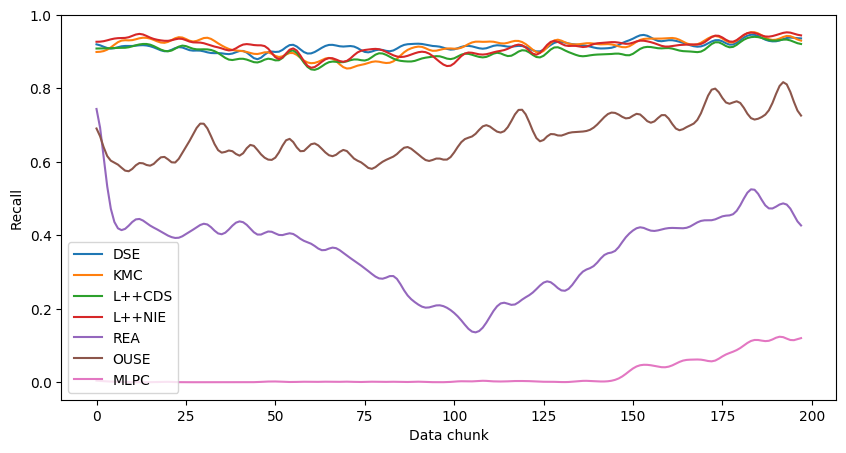 1.0
0.8
0.6
0.4
0.2
0.0
Recall
DSE
KMC
L++CDS
L++NIE
REA
OUSE
MLPC
0 25 50 75 100 125 150 175 200
Data chunk